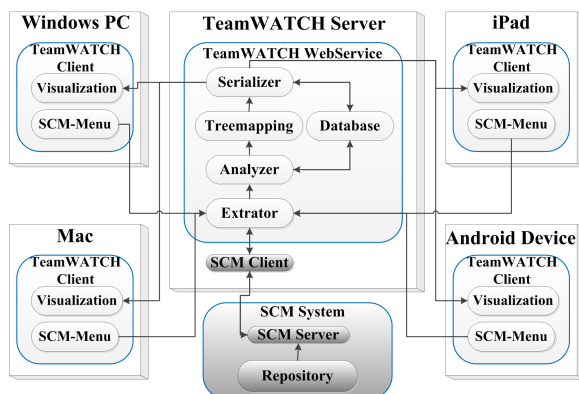 Windows PC
TeamWATCH
Client
Visualization
SCM-Menu
TeamWATCH Server
TeamWATCH WebService
Serializer
Treemapping
Database
Analyzer
Extrator
SCM Client
iPad
TeamWATCH
Client
Visualization
SCM-Menu
Mac
TeamWATCH
Client
Visualization
SCM-Menu
SCM System
SCM Server
Repository
Android Device
TeamWATCH
Client
Visualization
SCM-Menu